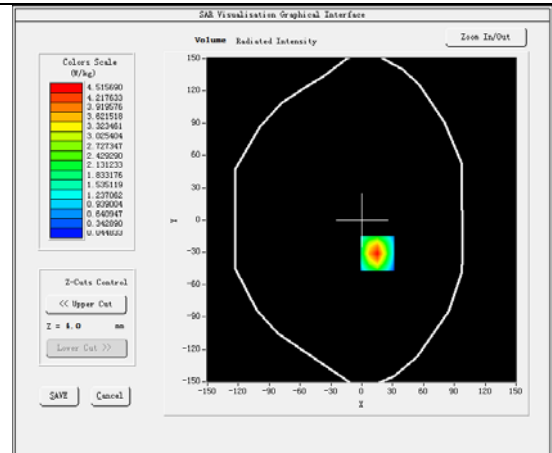 SAR Visualisation Graphical Interface
Volume Radiated Intensity
Zoom In/Out
Colors Scale
(W/kg)
4.515690
4.217633
3.919576
3.621518
3.323461
3.025404
2.727347
2.429290
2.131233
1.833176
1.535119
1.237062
0.939004
0.640947
0.342890
0.044833
Z-Cuts Control
<< Upper Cut
Z = 4.0 mm
Lower Cut >>
SAVE Cancel
150
120
90
60
30
0
-30
-60
-90
-120
-150
Y
-150 -120 -90 -60 -30 0 30 60 90 120 150
X